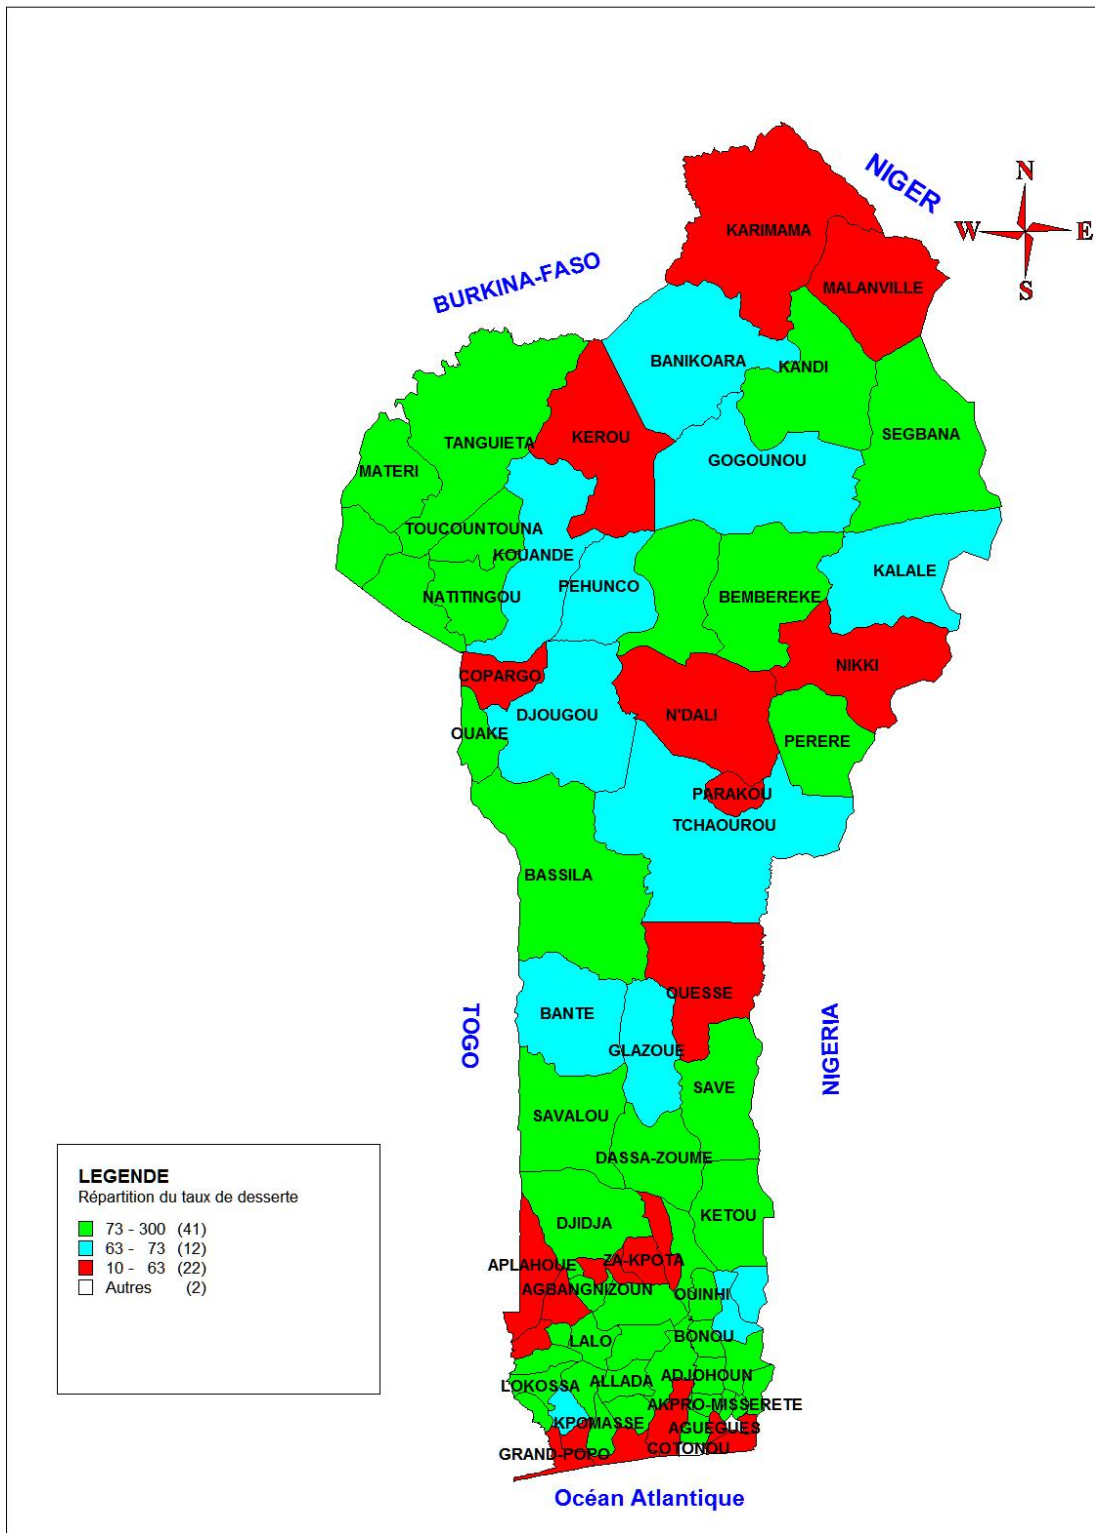 NIGER
N
W E
S
KARIMAMA
BURKINA-FASO
MALANVILLE
BANIKOARA
KANDI
KEROU
TANGUIETA
SEGBANA
GOGOUNOU
MATERI
TOUCOUNTOUNA
KOUANDE
KALALE
PEHUNCO
BEMBEREKE
NATITINGOU
NIKKI
COPARGO
DJOUGOU
N'DALI
OUAKE
PERERE
PARAKOU
TCHAOUROU
BASSILA
OUESSE
BANTE
TOGO
GLAZOUE
NIGERIA
SAVE
SAVALOU
DASSA-ZOUME
KETOU
DJIDJA
ZA-KPOTA
APLAHOUE
AGBANGNIZOUN
OUINHI
BONOU
LALO
ADJOHOUN
ALLADA
LOKOSSA
AKPRO-MISSERETE
KPOMASSE
AGUEGUES
COTONOU
GRAND-POPO
Océan Atlantique
LEGENDE
Répartition du taux de desserte
73 - 300 (41)
63 - 73 (12)
10 - 63 (22)
Autres (2)